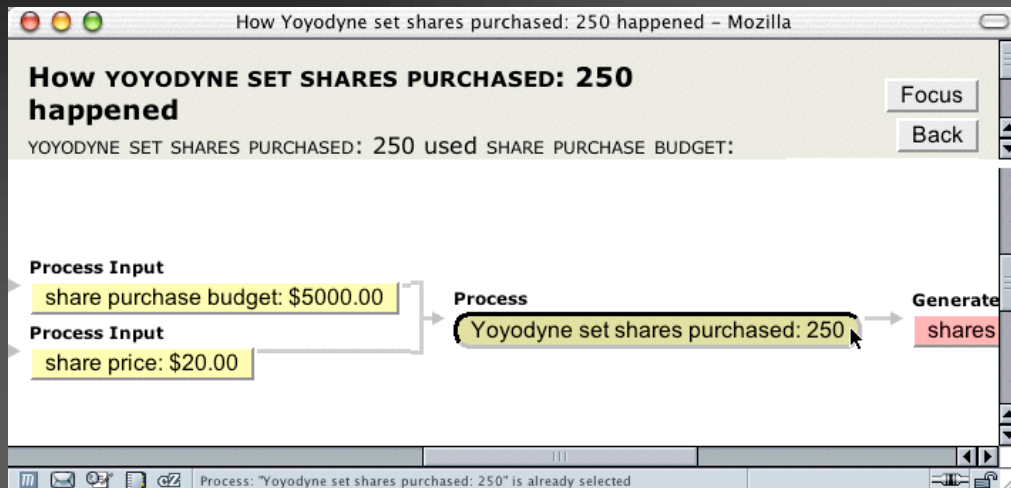 How Yoyodyne set shares purchased: 250 happened – Mozilla
How YOYODYNE SET SHARES PURCHASED: 250
happened
YOYODYNE SET SHARES PURCHASED: 250 used SHARE PURCHASE BUDGET:
Focus
Back
Process Input
share purchase budget: $5000.00
Process Input
share price: $20.00
Process
Yoyodyne set shares purchased: 250
Generate
shares
Process: "Yoyodyne set shares purchased: 250" is already selected